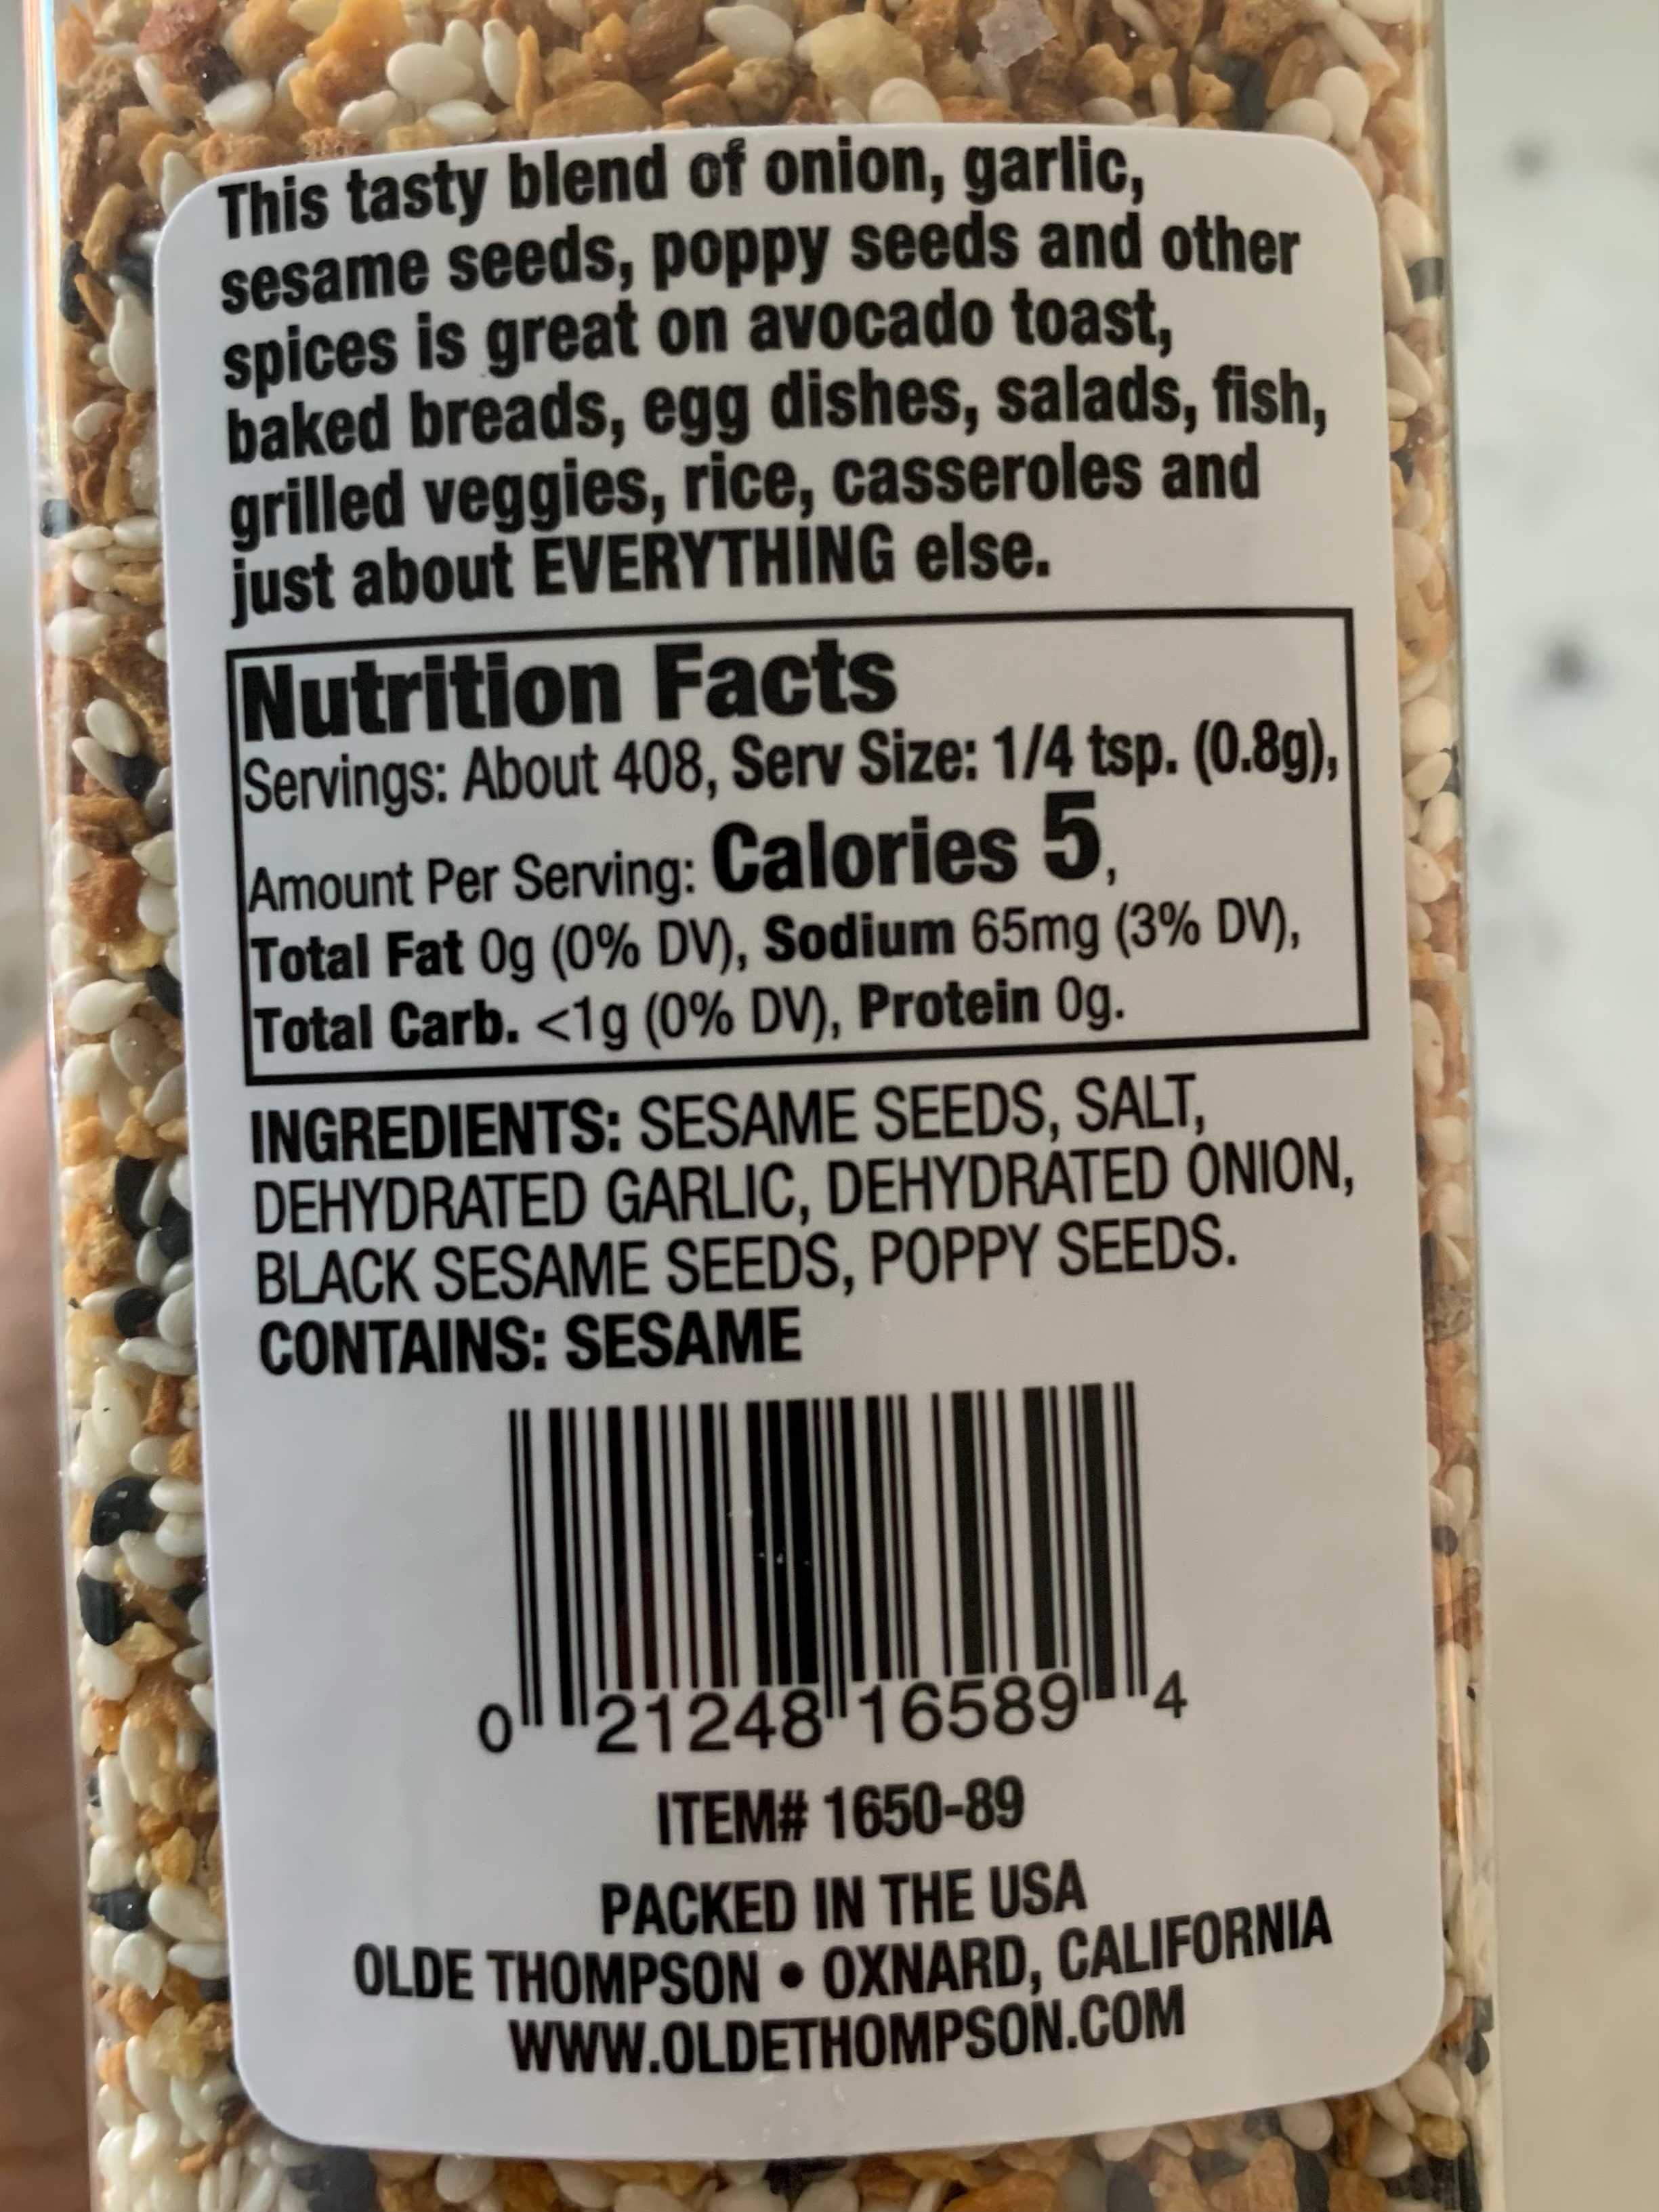 This tasty blend of onion, garlic,
sesame seeds, poppy seeds and other
spices is great on avocado toast,
baked breads, egg dishes, salads, fish,
grilled veggies, rice, casseroles and
just about EVERYTHING else.
Nutrition Facts
Servings: About 408, Serv Size: 1/4 tsp. (0.8g),
Amount Per Serving: Calories 5,
Total Fat 0g (0% DV), Sodium 65mg (3% DV),
Total Carb. <1g (0% DV), Protein 0g.
INGREDIENTS: SESAME SEEDS, SALT,
DEHYDRATED GARLIC, DEHYDRATED ONION,
BLACK SESAME SEEDS, POPPY SEEDS.
CONTAINS: SESAME
0 21248 16589 4
ITEM# 1650-89
PACKED IN THE USA
OLDE THOMPSON • OXNARD, CALIFORNIA
WWW.OLDETHOMPSON.COM